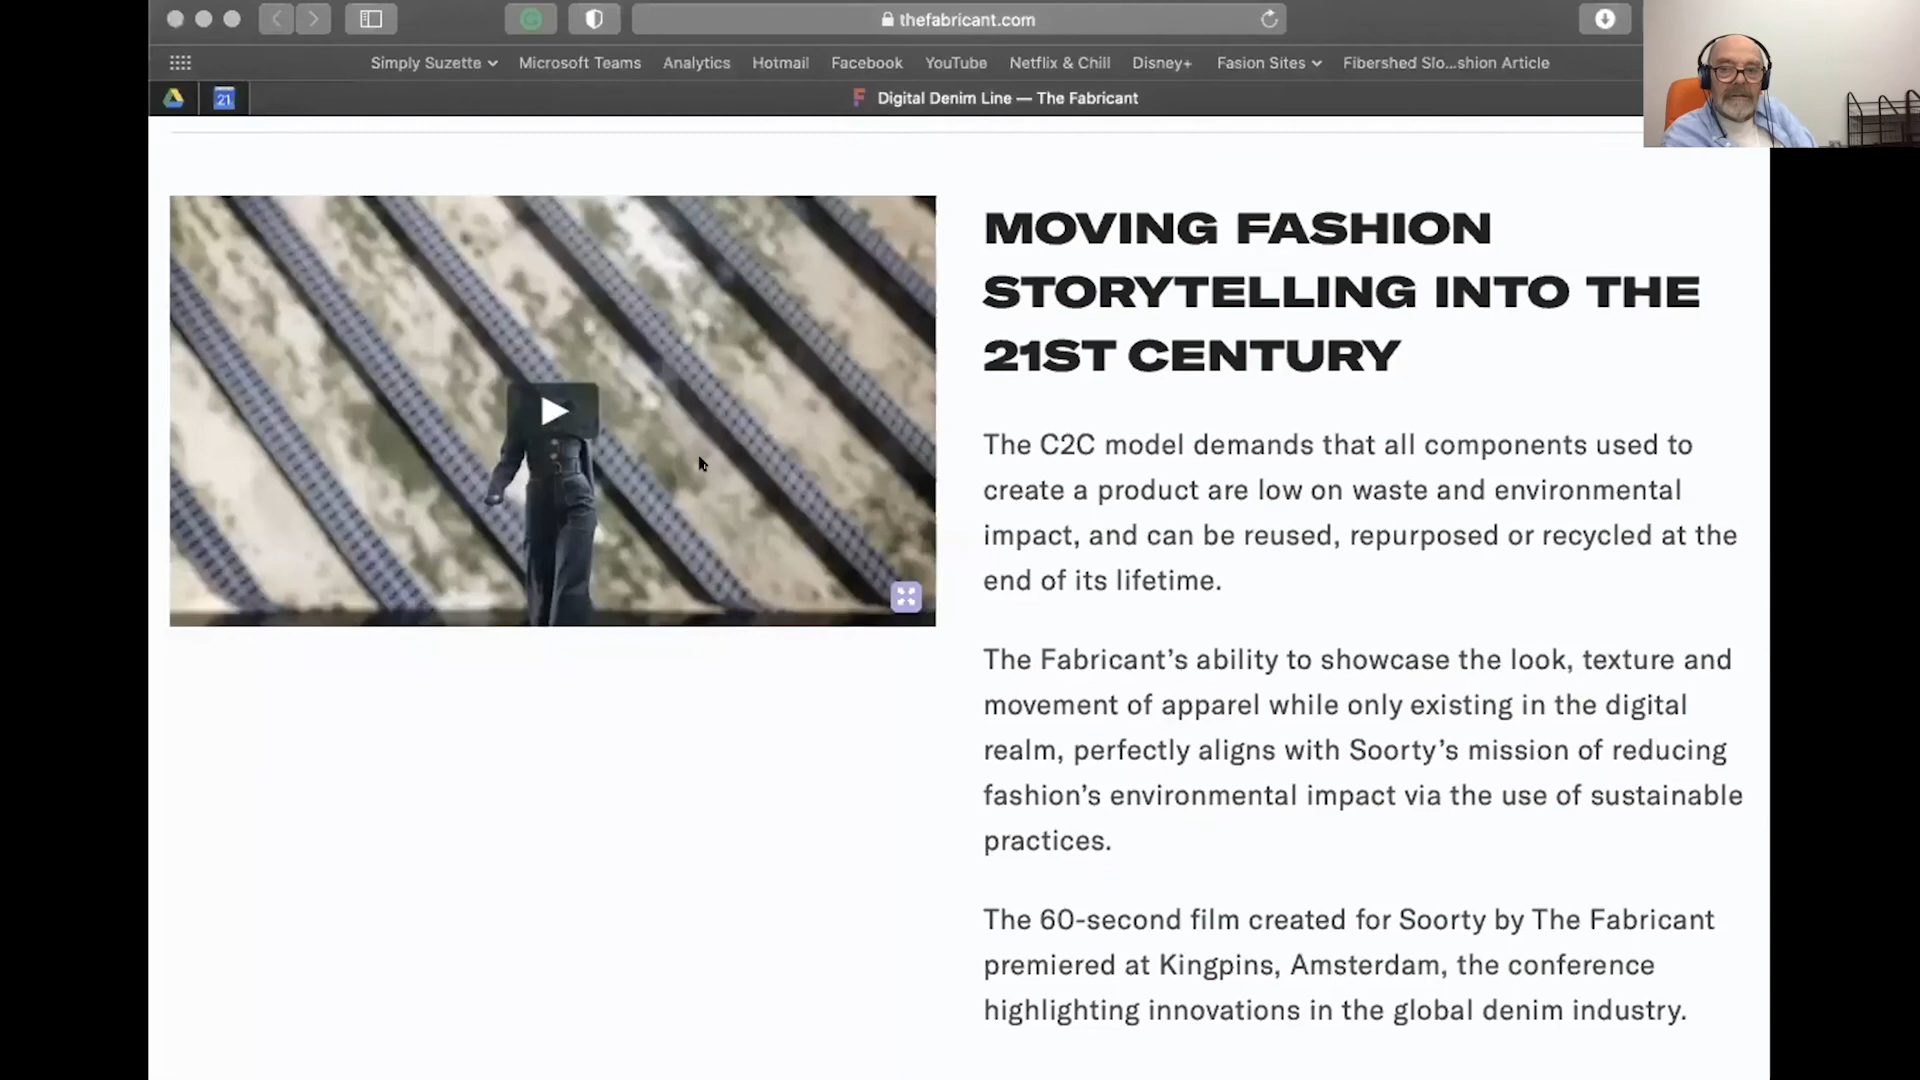 thefabricant.com
Simply Suzette Microsoft Teams Analytics Hotmail Facebook YouTube Netflix & Chill Disney+ Fasion Sites Fibershed Slo...shion Article
21
Digital Denim Line — The Fabricant
MOVING FASHION
STORYTELLING INTO THE
21ST CENTURY
The C2C model demands that all components used to
create a product are low on waste and environmental
impact, and can be reused, repurposed or recycled at the
end of its lifetime.
The Fabricant’s ability to showcase the look, texture and
movement of apparel while only existing in the digital
realm, perfectly aligns with Soorty’s mission of reducing
fashion’s environmental impact via the use of sustainable
practices.
The 60-second film created for Soorty by The Fabricant
premiered at Kingpins, Amsterdam, the conference
highlighting innovations in the global denim industry.